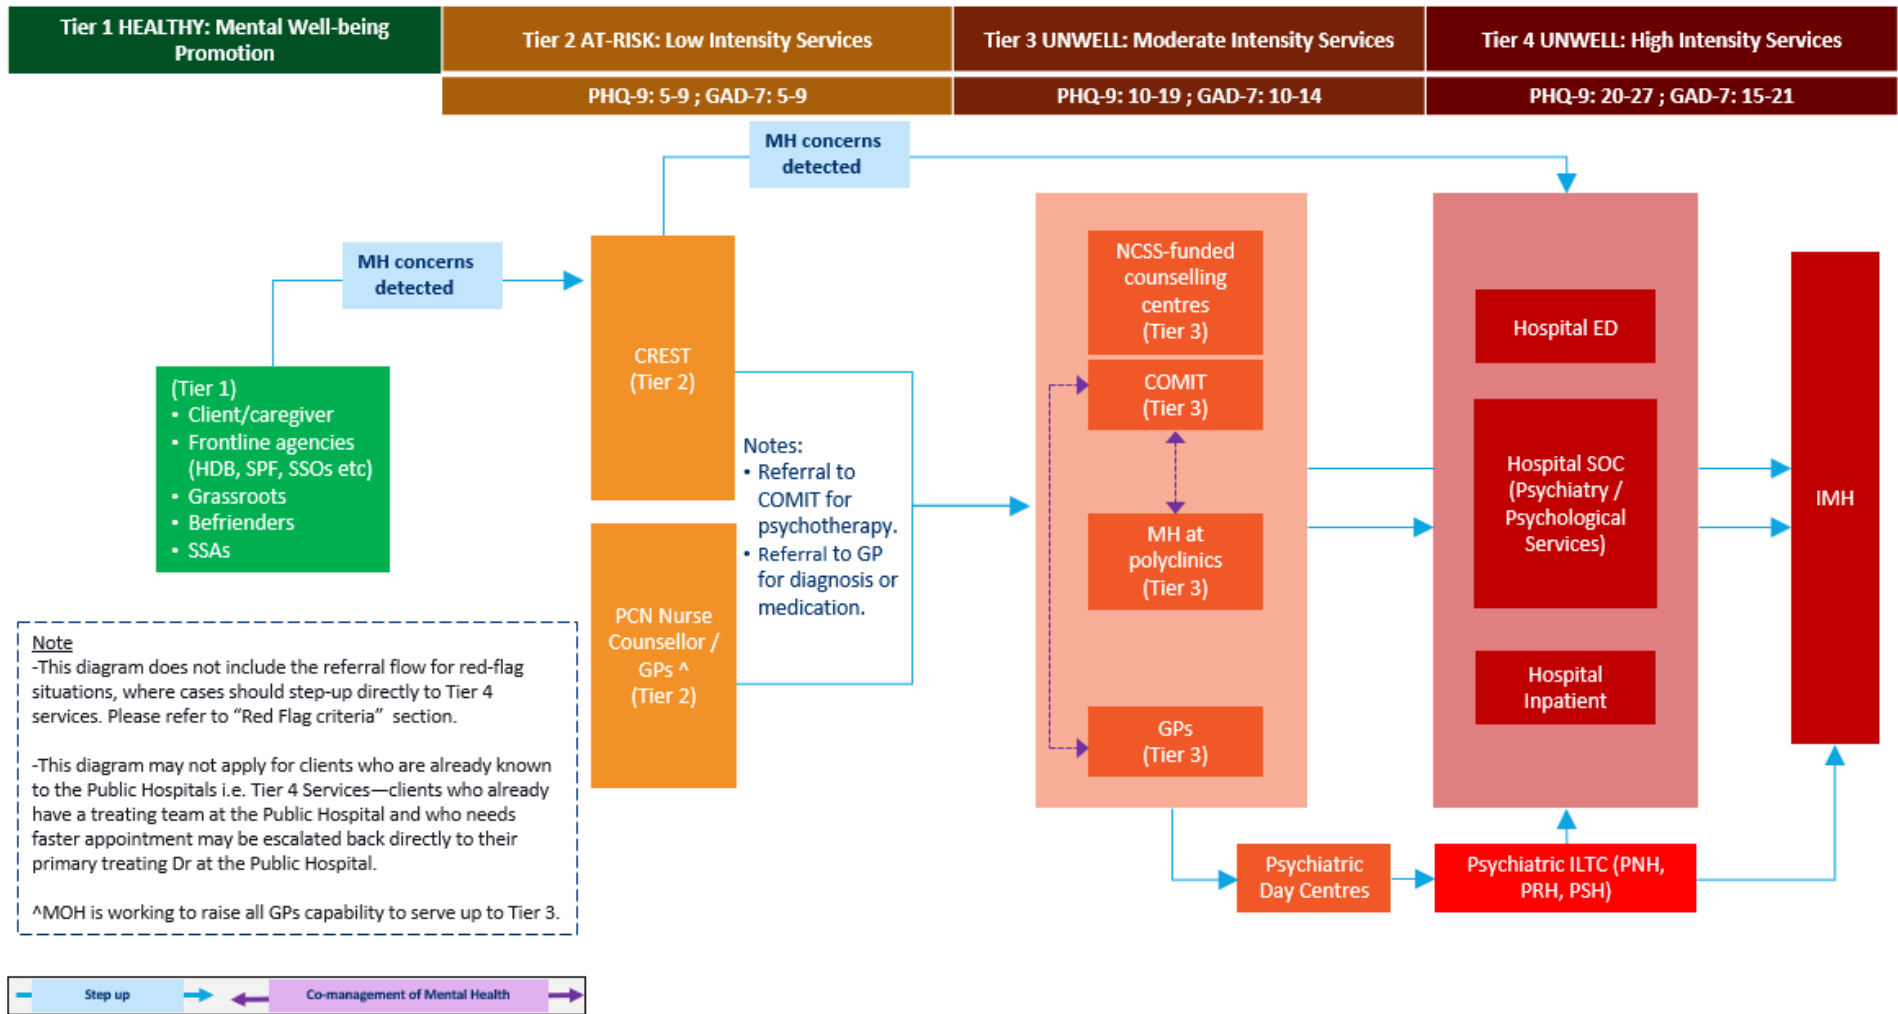 Tier 1 HEALTHY: Mental Well-being
Promotion
Tier 2 AT-RISK: Low Intensity Services
Tier 3 UNWELL: Moderate Intensity Services
Tier 4 UNWELL: High Intensity Services
PHQ-9: 5-9 ; GAD-7: 5-9
PHQ-9: 10-19 ; GAD-7: 10-14
PHQ-9: 20-27 ; GAD-7: 15-21
MH concerns
detected
MH concerns
detected
(Tier 1)
• Client/caregiver
• Frontline agencies
(HDB, SPF, SSOs etc)
• Grassroots
• Befrienders
• SSAs
CREST
(Tier 2)
PCN Nurse
Counsellor /
GPs ^
(Tier 2)
Notes:
• Referral to
COMIT for
psychotherapy.
• Referral to GP
for diagnosis or
medication.
NCSS-funded
counselling
centres
(Tier 3)
COMIT
(Tier 3)
MH at
polyclinics
(Tier 3)
GPs
(Tier 3)
Hospital ED
Hospital SOC
(Psychiatry /
Psychological
Services)
Hospital
Inpatient
IMH
Psychiatric
Day Centres
Psychiatric ILTC (PNH,
PRH, PSH)
Note
-This diagram does not include the referral flow for red-flag
situations, where cases should step-up directly to Tier 4
services. Please refer to “Red Flag criteria” section.
-This diagram may not apply for clients who are already known
to the Public Hospitals i.e. Tier 4 Services—clients who already
have a treating team at the Public Hospital and who needs
faster appointment may be escalated back directly to their
primary treating Dr at the Public Hospital.
^MOH is working to raise all GPs capability to serve up to Tier 3.
Step up
Co-management of Mental Health